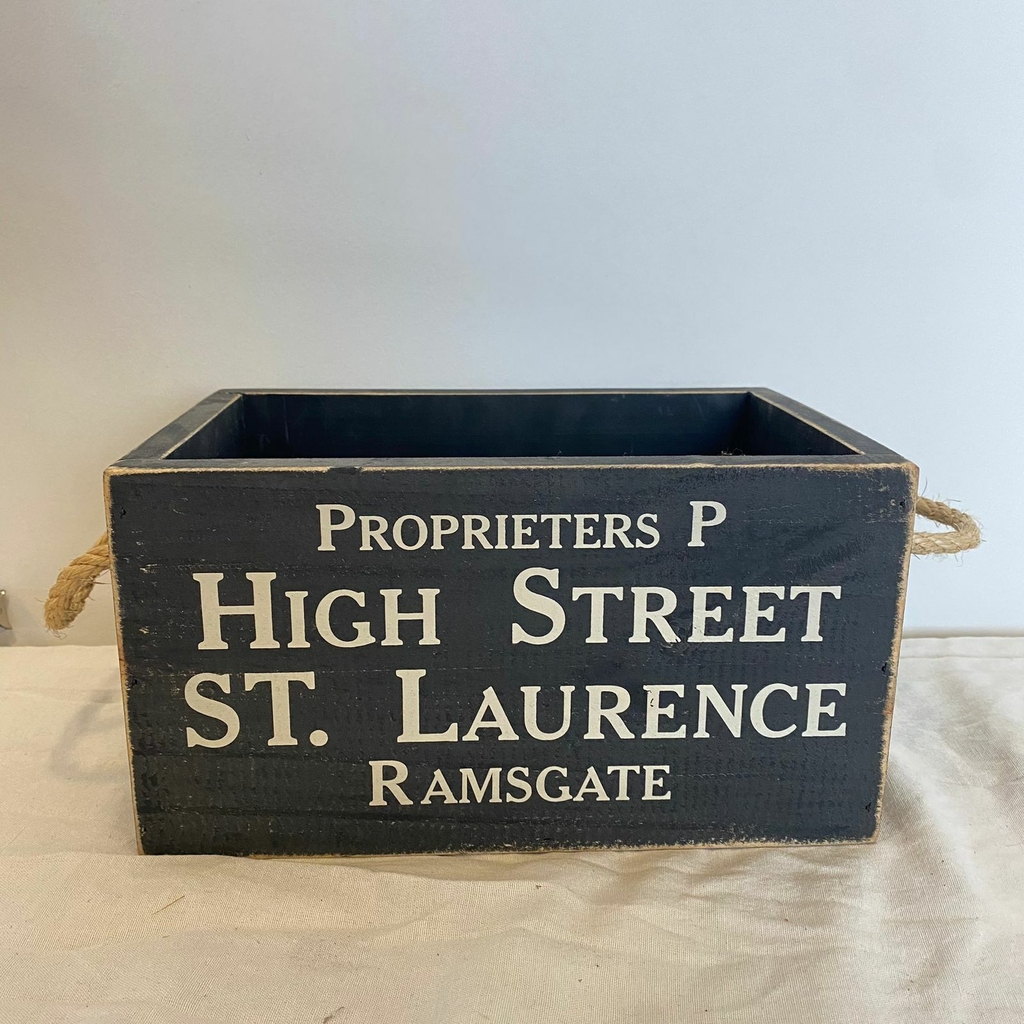 PROPRIETERS P
HIGH STREET
ST. LAURENCE
RAMSGATE